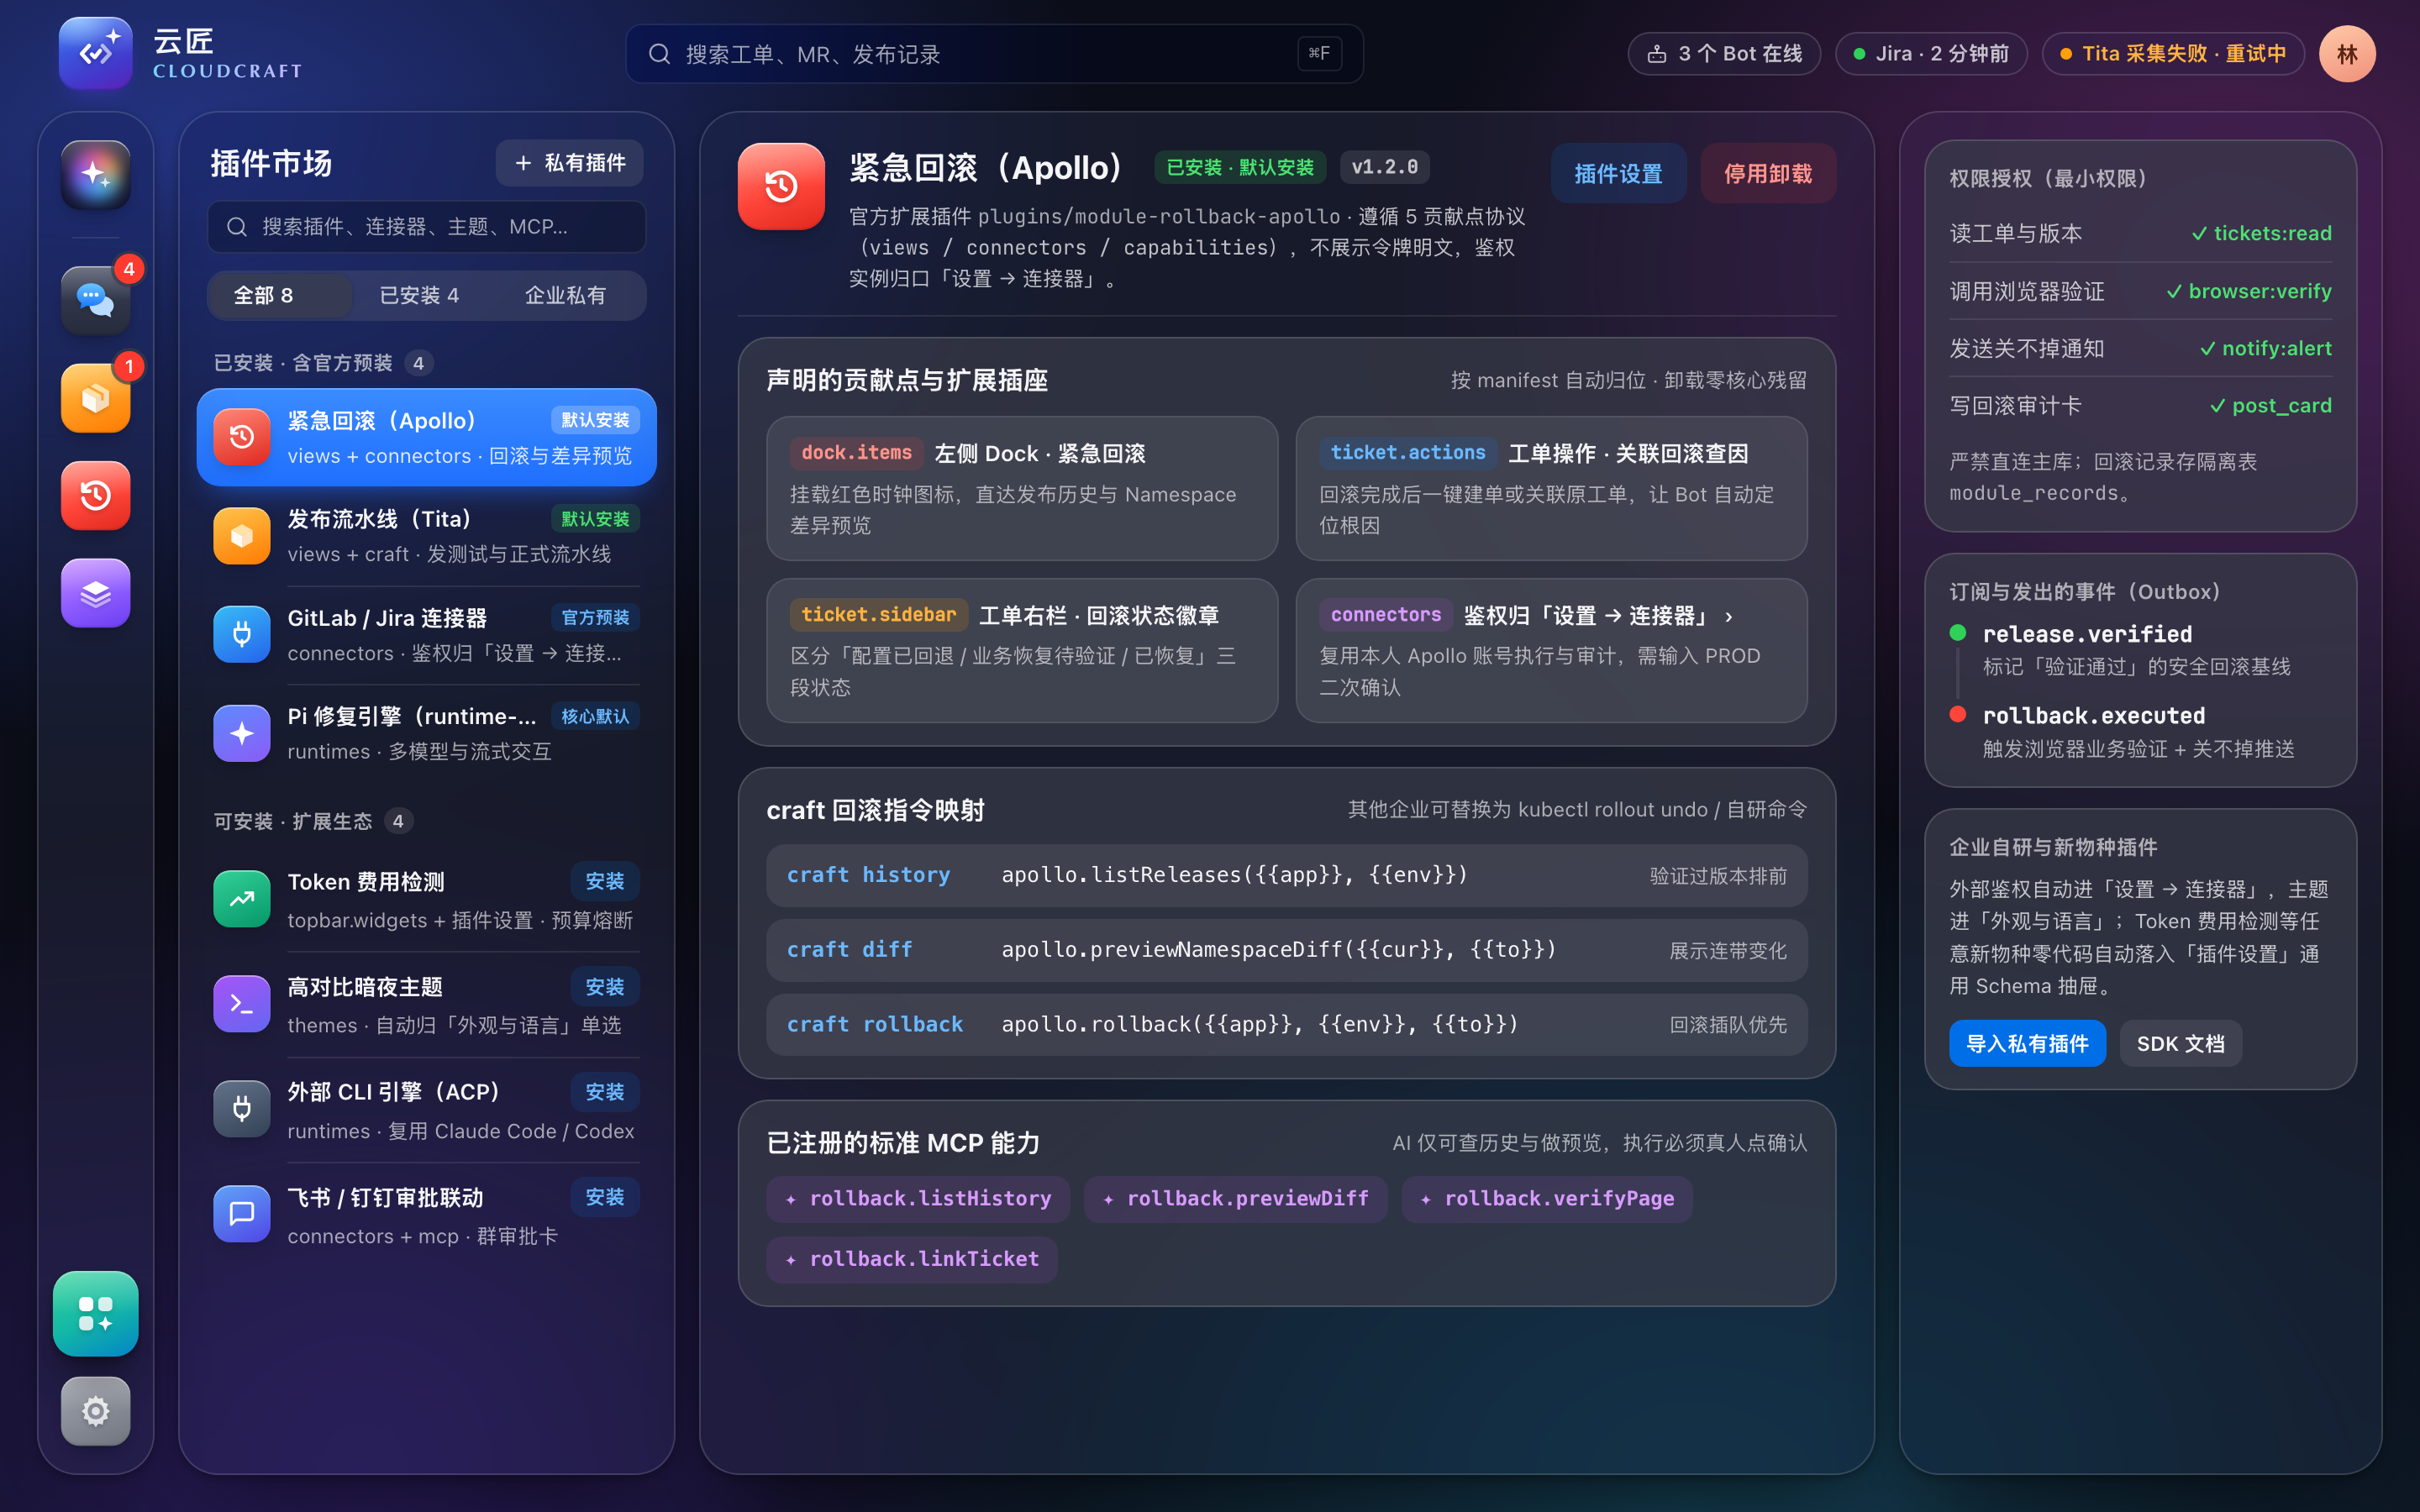 云匠
CLOUDCRAFT
搜索工单、MR、发布记录
⌘F
3 个 Bot 在线
Jira · 2 分钟前
Tita 采集失败 · 重试中
林
4
1
插件市场
+ 私有插件
搜索插件、连接器、主题、MCP...
全部 8
已安装 4
企业私有
已安装 · 含官方预装 4
紧急回滚（Apollo） 默认安装
views + connectors · 回滚与差异预览
发布流水线（Tita） 默认安装
views + craft · 发测试与正式流水线
GitLab / Jira 连接器 官方预装
connectors · 鉴权归「设置 → 连接...
Pi 修复引擎（runtime-... 核心默认
runtimes · 多模型与流式交互
可安装 · 扩展生态 4
Token 费用检测 安装
topbar.widgets + 插件设置 · 预算熔断
高对比暗夜主题 安装
themes · 自动归「外观与语言」单选
外部 CLI 引擎（ACP） 安装
runtimes · 复用 Claude Code / Codex
飞书 / 钉钉审批联动 安装
connectors + mcp · 群审批卡
紧急回滚（Apollo） 已安装 · 默认安装 v1.2.0
插件设置
停用卸载
官方扩展插件 plugins/module-rollback-apollo · 遵循 5 贡献点协议
（views / connectors / capabilities），不展示令牌明文，鉴权
实例归口「设置 → 连接器」。
声明的贡献点与扩展插座
按 manifest 自动归位 · 卸载零核心残留
dock.items 左侧 Dock · 紧急回滚
挂载红色时钟图标，直达发布历史与 Namespace
差异预览
ticket.actions 工单操作 · 关联回滚查因
回滚完成后一键建单或关联原工单，让 Bot 自动定
位根因
ticket.sidebar 工单右栏 · 回滚状态徽章
区分「配置已回退 / 业务恢复待验证 / 已恢复」三
段状态
connectors 鉴权归「设置 → 连接器」 ›
复用本人 Apollo 账号执行与审计，需输入 PROD
二次确认
craft 回滚指令映射
其他企业可替换为 kubectl rollout undo / 自研命令
craft history apollo.listReleases({{app}}, {{env}}) 验证过版本排前
craft diff apollo.previewNamespaceDiff({{cur}}, {{to}}) 展示连带变化
craft rollback apollo.rollback({{app}}, {{env}}, {{to}}) 回滚插队优先
已注册的标准 MCP 能力
AI 仅可查历史与做预览，执行必须真人点确认
✦ rollback.listHistory
✦ rollback.previewDiff
✦ rollback.verifyPage
✦ rollback.linkTicket
权限授权（最小权限）
读工单与版本 ✓ tickets:read
调用浏览器验证 ✓ browser:verify
发送关不掉通知 ✓ notify:alert
写回滚审计卡 ✓ post_card
严禁直连主库；回滚记录存隔离表
module_records。
订阅与发出的事件（Outbox）
release.verified
标记「验证通过」的安全回滚基线
rollback.executed
触发浏览器业务验证 + 关不掉推送
企业自研与新物种插件
外部鉴权自动进「设置 → 连接器」，主题
进「外观与语言」；Token 费用检测等任
意新物种零代码自动落入「插件设置」通
用 Schema 抽屉。
导入私有插件
SDK 文档